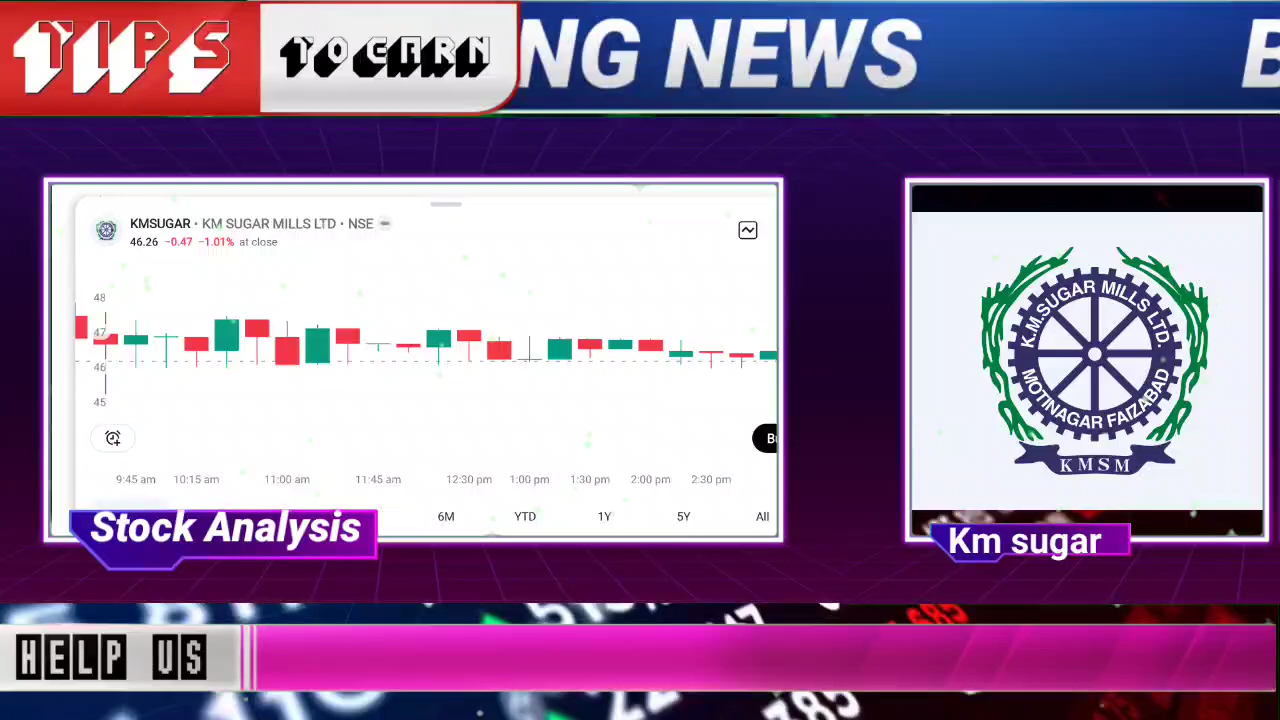 TIPS
TO EARN
NG NEWS
B
KMSUGAR · KM SUGAR MILLS LTD · NSE
46.26 −0.47 −1.01% at close
48
47
46
45
Bu
9:45 am 10:15 am 11:00 am 11:45 am 12:30 pm 1:00 pm 1:30 pm 2:00 pm 2:30 pm
6M YTD 1Y 5Y All
Stock Analysis
K.M.SUGAR MILLS LTD.
MOTINAGAR FAIZABAD
KMSM
Km sugar
HELP US
685
385